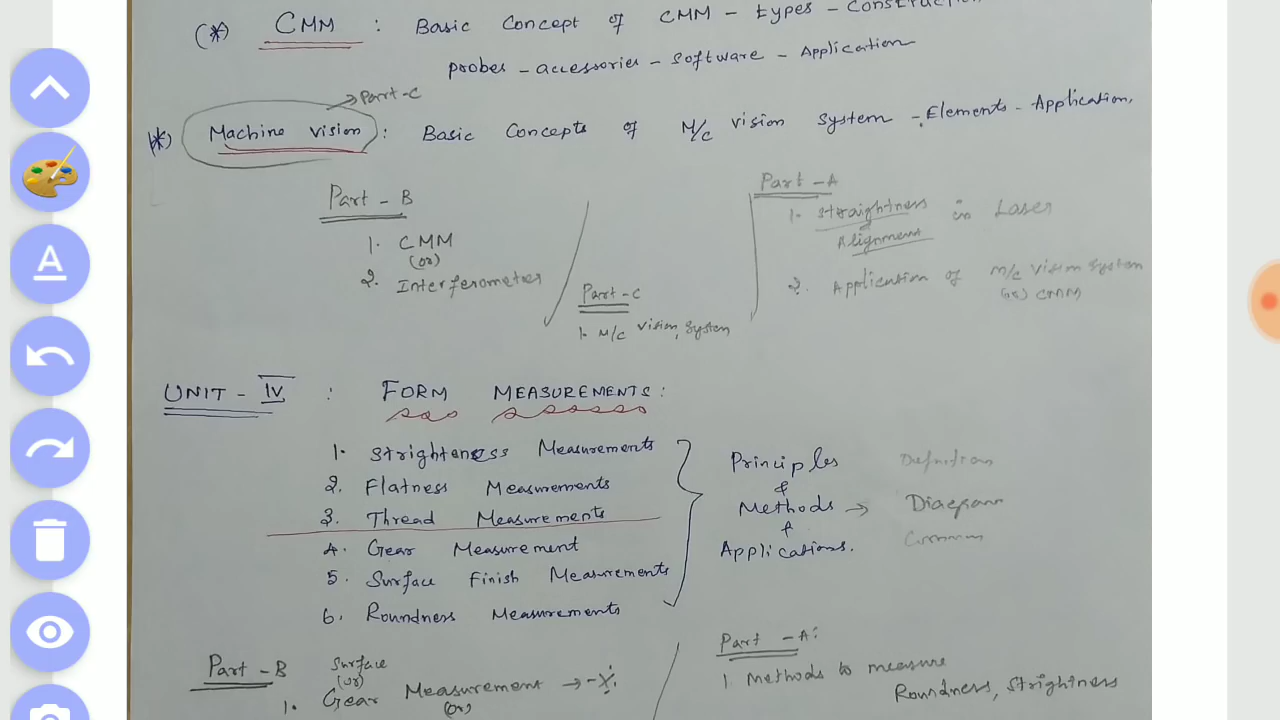 (*) CMM : Basic Concept of CMM - types - Construction
probes - accessories - Software - Application
→ Part-C
(*) Machine Vision : Basic Concepts of M/c vision System - Elements - Application.
Part - B
1. CMM
(or)
2. Interferometer
Part-C
1. M/c Vision System
Part - A
1. Straightness in Laser
Alignment
2. Application of M/c Vision System
(or) CMM
UNIT - IV : FORM MEASUREMENTS:
1. Strighteness Measurements
2. Flatness Measurements
3. Thread Measurements
4. Gear Measurement
5. Surface Finish Measurements
6. Roundness Measurements
Principles
&
Methods →
&
Applications.
Definition
Diagram
Part - B
Surface
(or)
1. Gear Measurement →
(or)
Part - A:
1. Methods to measure
Roundness, Strighness
A